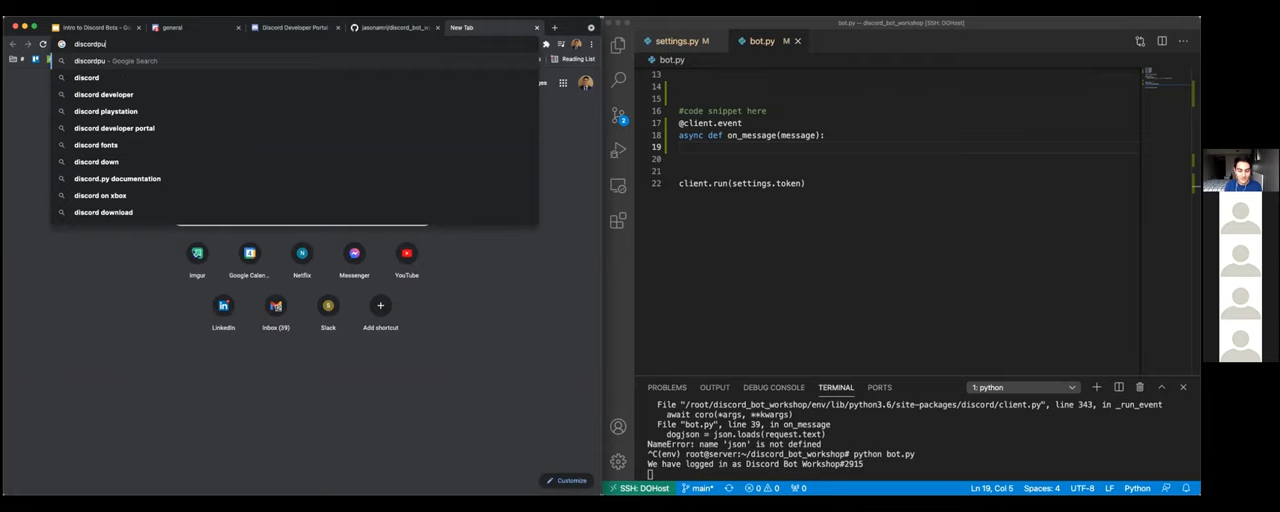 Intro to Discord Bots - Go
general
Discord Developer Portal
jasonamri/discord_bot_w
New Tab
discordpu
Reading List
discordpu - Google Search
discord
discord developer
discord playstation
discord developer portal
discord fonts
discord down
discord.py documentation
discord on xbox
discord download
Imgur
Google Calen...
Netflix
Messenger
YouTube
LinkedIn
Inbox (39)
Slack
Add shortcut
Customize
bot.py — discord_bot_workshop [SSH: DOHost]
settings.py M
bot.py M
bot.py
13
14
15
16 #code snippet here
17 @client.event
18 async def on_message(message):
19
20
22 client.run(settings.token)
PROBLEMS OUTPUT DEBUG CONSOLE TERMINAL PORTS 1: python
File "/root/discord_bot_workshop/env/lib/python3.6/site-packages/discord/client.py", line 343, in _run_event
await coro(*args, **kwargs)
File "bot.py", line 39, in on_message
dogjson = json.loads(request.text)
NameError: name 'json' is not defined
^C(env) root@server:~/discord_bot_workshop# python bot.py
We have logged in as Discord Bot Workshop#2915
SSH: DOHost main* 0 0 0 Ln 19, Col 5 Spaces: 4 UTF-8 LF Python